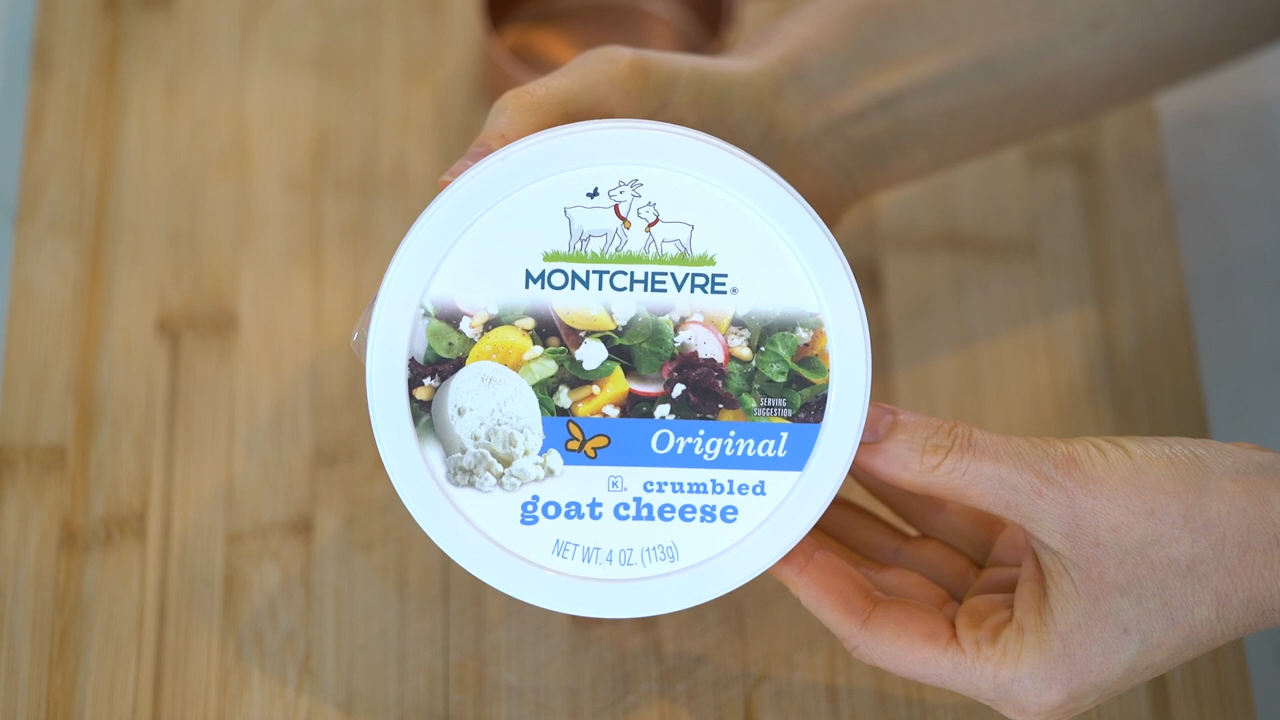 MONTCHEVRE®
SERVING
SUGGESTION
Original
K® crumbled
goat cheese
NET WT. 4 OZ. (113g)